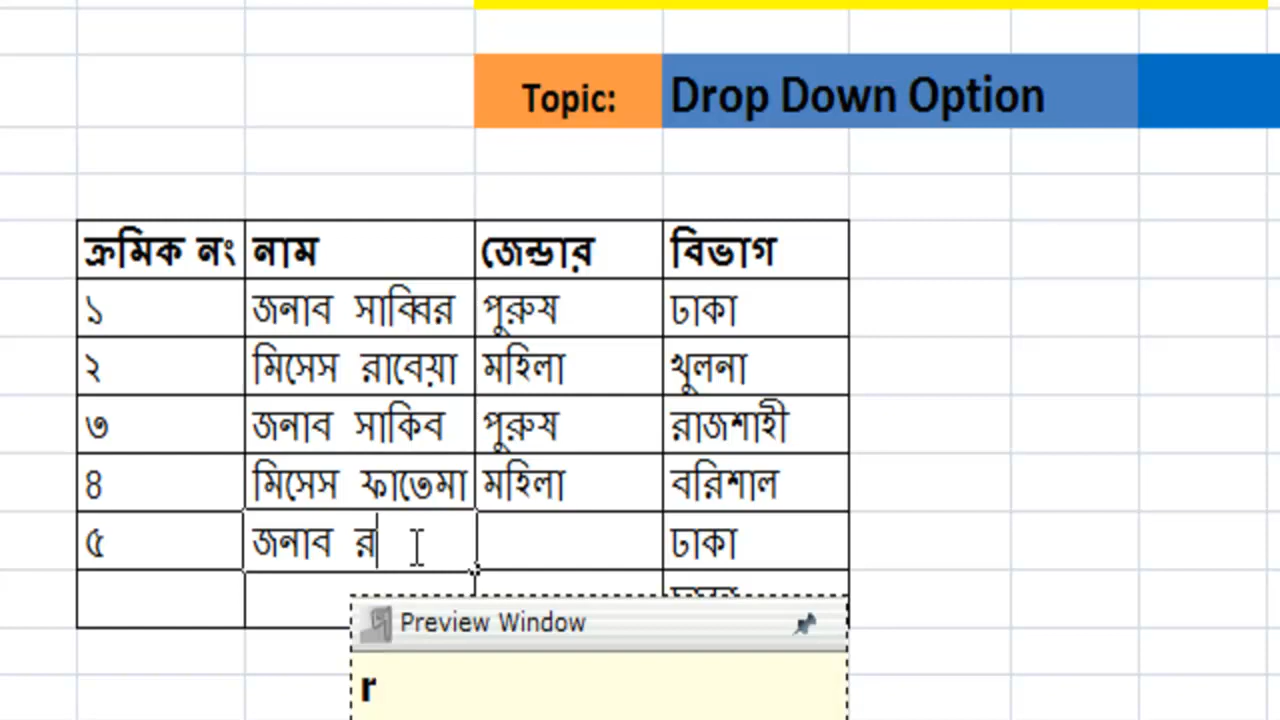 Topic: Drop Down Option
ক্রমিক নং নাম জেন্ডার বিভাগ
১ জনাব সাব্বির পুরুষ ঢাকা
২ মিসেস রাবেয়া মহিলা খুলনা
৩ জনাব সাকিব পুরুষ রাজশাহী
৪ মিসেস ফাতেমা মহিলা বরিশাল
৫ জনাব র ঢাকা
Preview Window
r